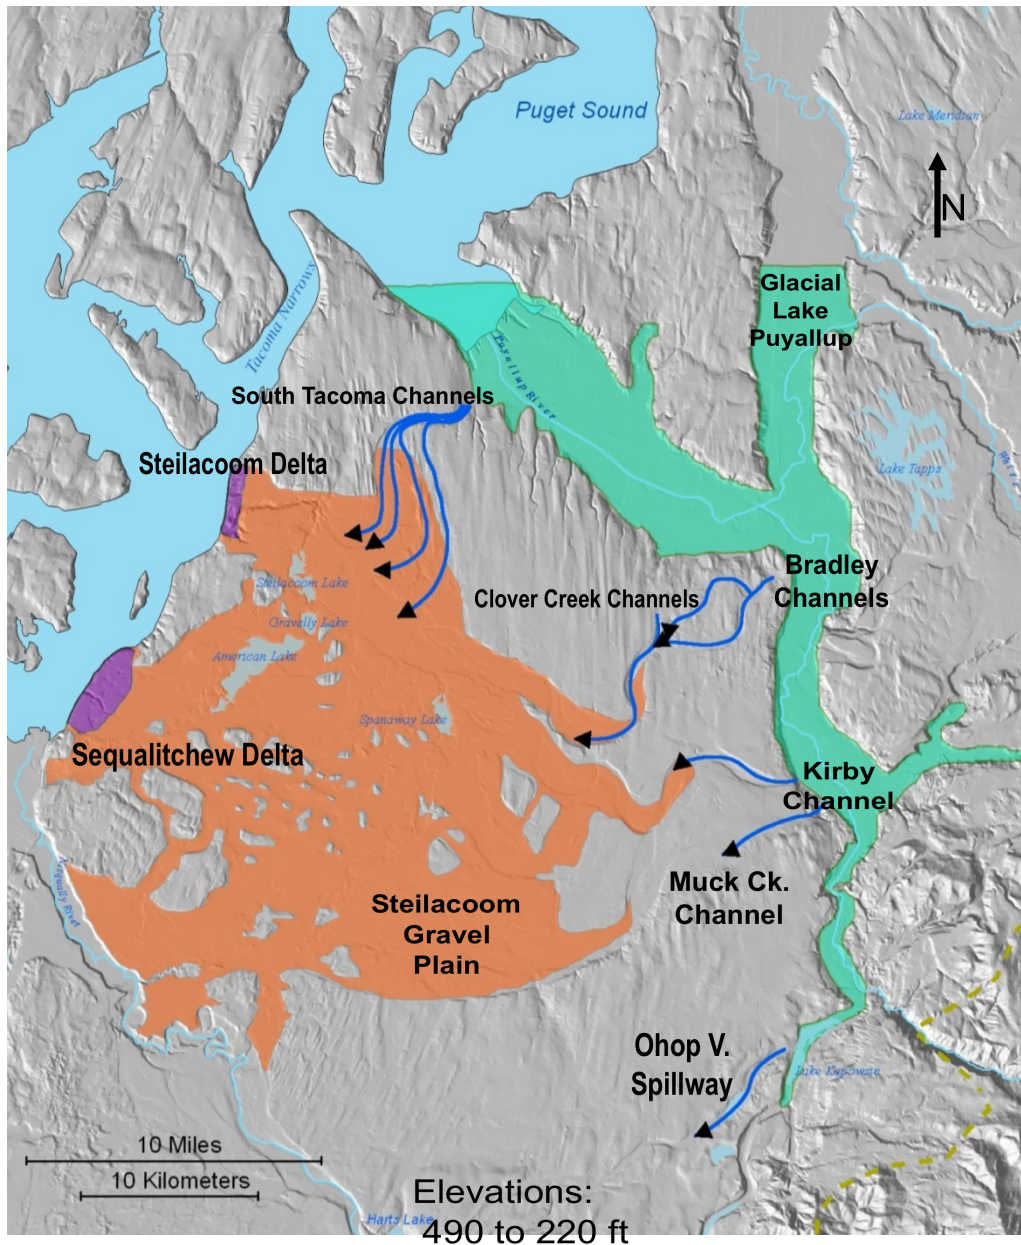 Puget Sound
Lake Meridian
N
Tacoma Narrows
Glacial
Lake
Puyallup
Puyallup River
South Tacoma Channels
Steilacoom Delta
Lake Tapps
Bradley
Channels
Steilacoom Lake
Clover Creek Channels
Gravelly Lake
American Lake
Spanaway Lake
Sequalitchew Delta
Kirby
Channel
Muck Ck.
Channel
Steilacoom
Gravel
Plain
Ohop V.
Spillway
Lake Kapowsin
10 Miles
10 Kilometers
Elevations:
490 to 220 ft
Harts Lake